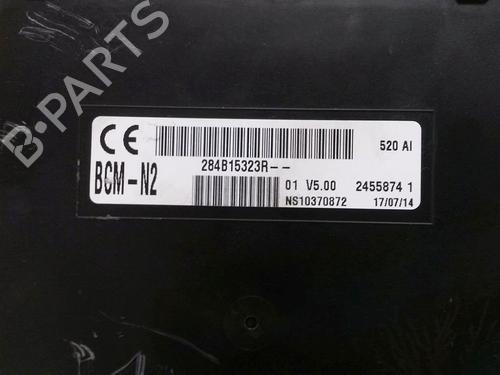 B-PARTS
CE
520 AI
284B15323R--
BCM-N2
01 V5.00 2455874 1
NS10370872 17/07/14